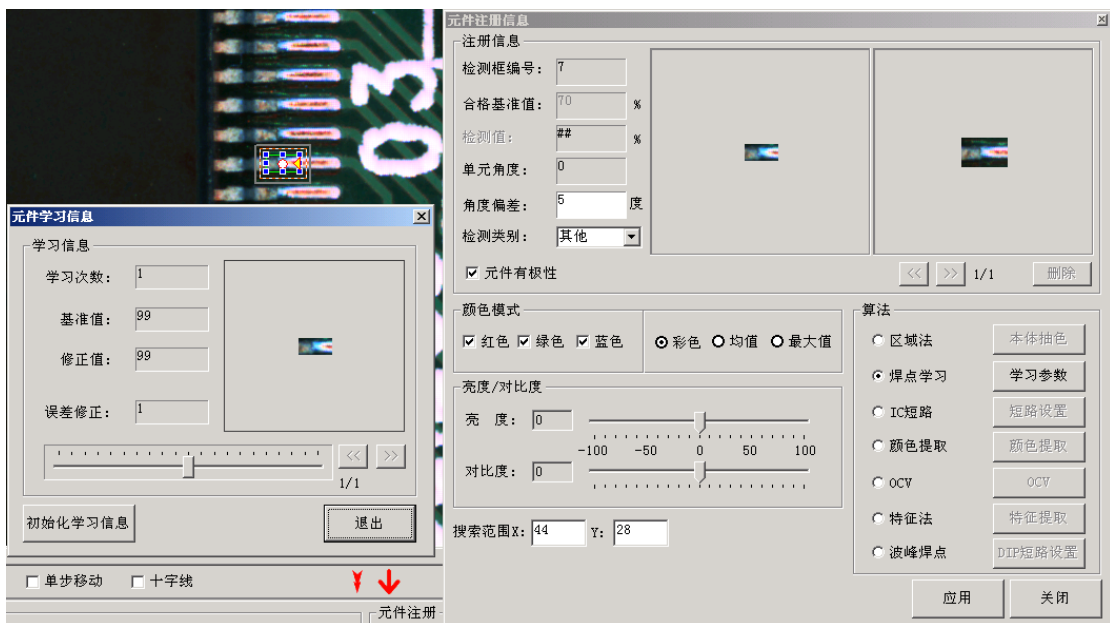 03
元件学习信息
学习信息
学习次数： 1
基准值： 99
修正值： 99
误差修正： 1
<< >>
1/1
初始化学习信息
退出
单步移动
十字线
元件注册
元件注册信息
注册信息
检测框编号： 7
合格基准值： 70 %
检测值： ## %
单元角度： 0
角度偏差： 5 度
检测类别： 其他
元件有极性
<< >> 1/1 删除
颜色模式
红色 绿色 蓝色
彩色 均值 最大值
亮度/对比度
亮 度： 0
-100 -50 0 50 100
对比度： 0
搜索范围X： 44 Y： 28
算法
区域法 本体抽色
焊点学习 学习参数
IC短路 短路设置
颜色提取 颜色提取
OCV OCV
特征法 特征提取
波峰焊点 DIP短路设置
应用 关闭